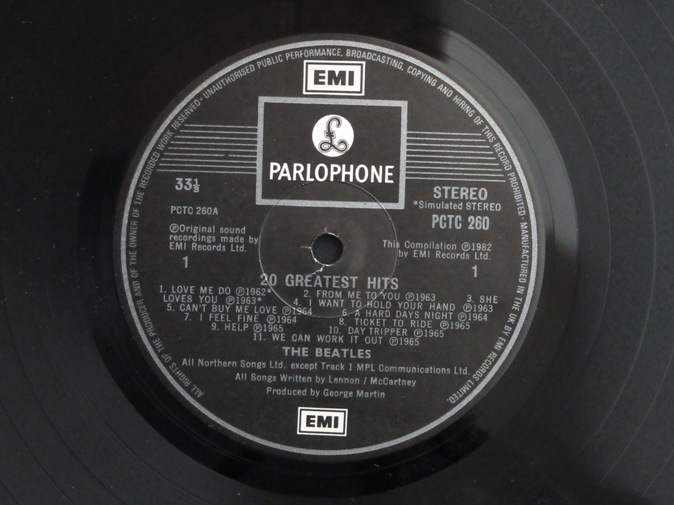 ALL RIGHTS OF THE PRODUCER AND OF THE OWNER OF THE RECORDED WORK RESERVED-UNAUTHORISED PUBLIC PERFORMANCE, BROADCASTING, COPYING AND HIRING OF THIS RECORD PROHIBITED-MANUFACTURED IN THE UK BY EMI RECORDS LIMITED.
EMI
£
PARLOPHONE
33⅓
STEREO
*Simulated STEREO
PCTC 260A
PCTC 260
℗Original sound
recordings made by
EMI Records Ltd.
This Compilation ℗1982
by EMI Records Ltd.
1
1
20 GREATEST HITS
1. LOVE ME DO ℗1962* 2. FROM ME TO YOU ℗1963 3. SHE
LOVES YOU ℗1963* 4. I WANT TO HOLD YOUR HAND ℗1963
5. CAN'T BUY ME LOVE ℗1964 6. A HARD DAYS NIGHT ℗1964
7. I FEEL FINE ℗1964 8. TICKET TO RIDE ℗1965
9. HELP ℗1965 10. DAYTRIPPER ℗1965
11. WE CAN WORK IT OUT ℗1965
THE BEATLES
All Northern Songs Ltd. except Track 1 MPL Communications Ltd.
All Songs Written by Lennon / McCartney
Produced by George Martin
EMI